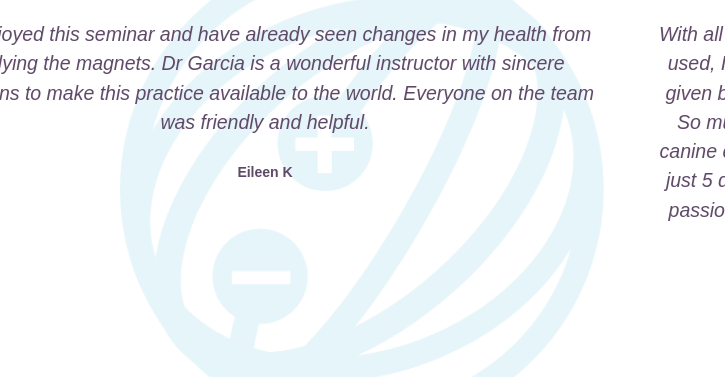 joyed this seminar and have already seen changes in my health from
lying the magnets. Dr Garcia is a wonderful instructor with sincere
ns to make this practice available to the world. Everyone on the team
was friendly and helpful.
Eileen K
With all
used, I
given b
So mu
canine
just 5 d
passio